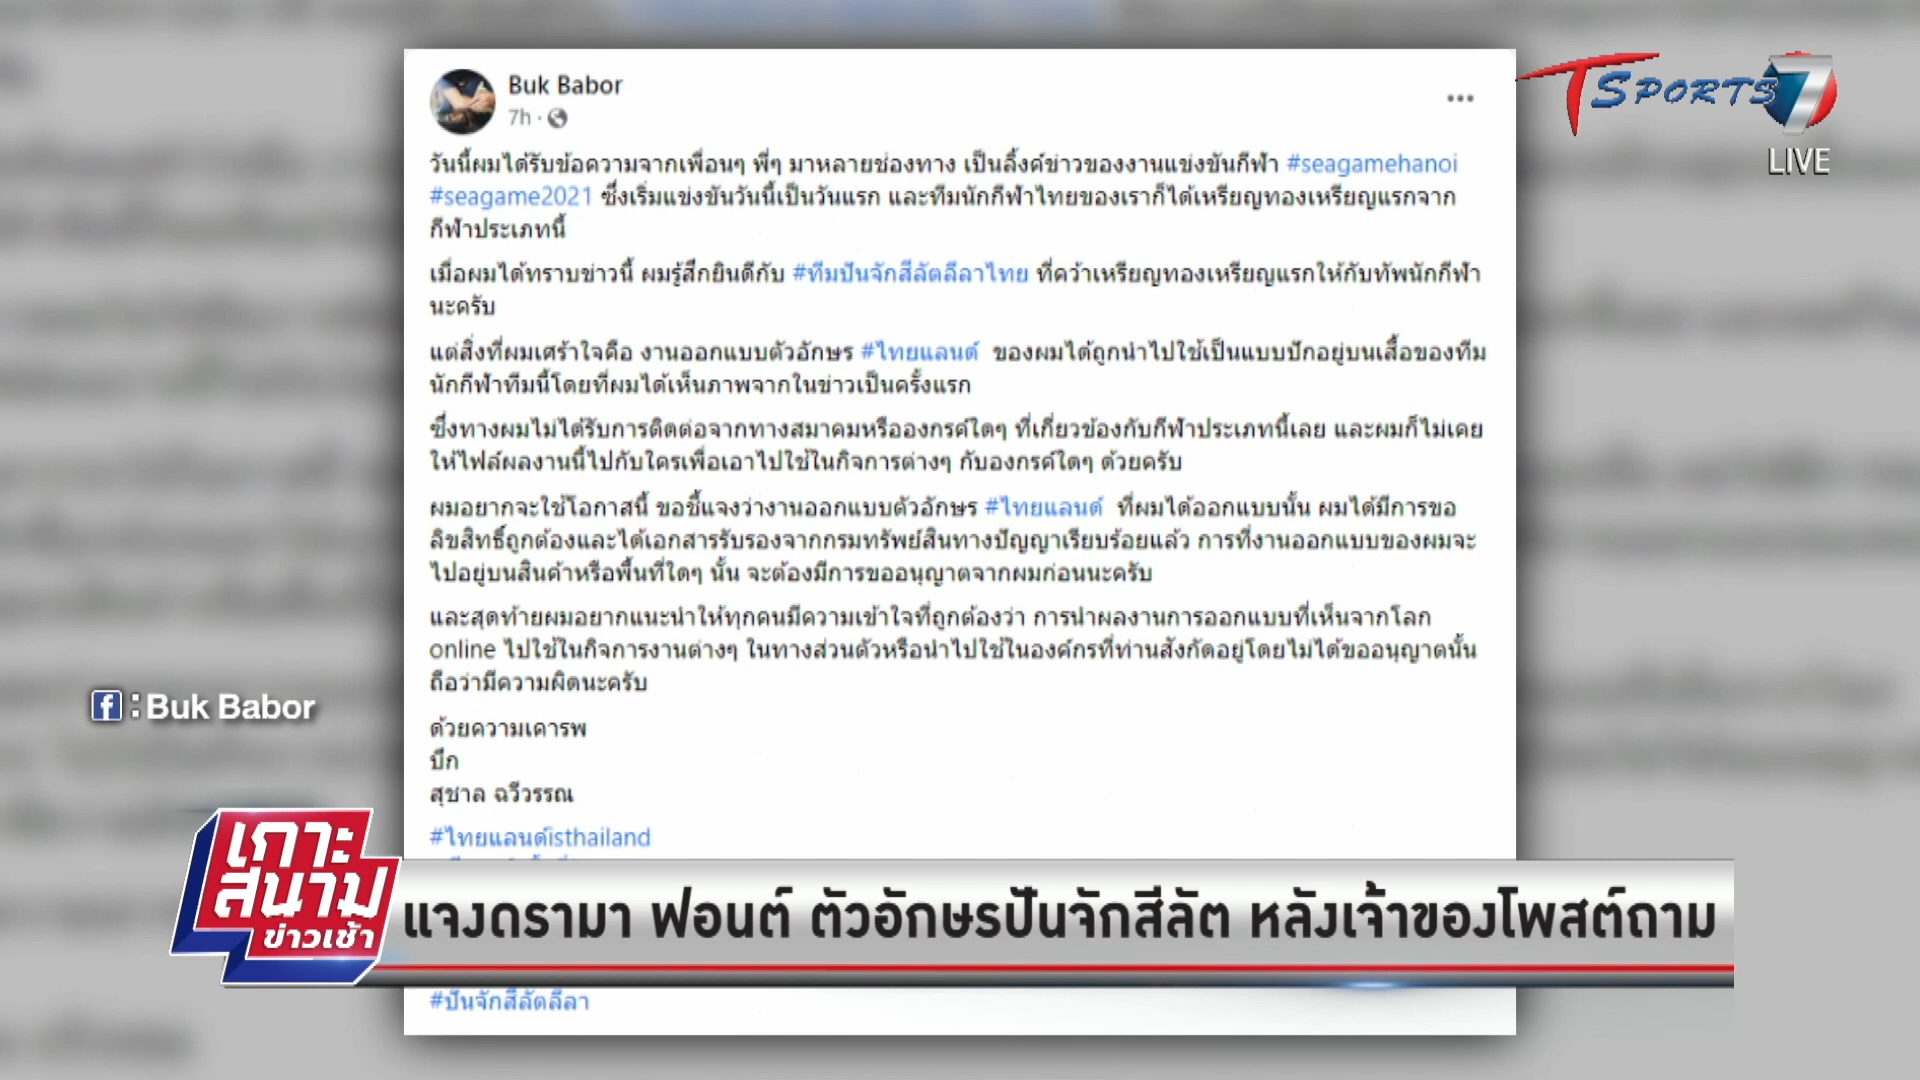 Buk Babor
7h
วันนี้ผมได้รับข้อความจากเพื่อนๆ พี่ๆ มาหลายช่องทาง เป็นลิ้งค์ข่าวของงานแข่งขันกีฬา #seagamehanoi
#seagame2021 ซึ่งเริ่มแข่งขันวันนี้เป็นวันแรก และทีมนักกีฬาไทยของเราก็ได้เหรียญทองเหรียญแรกจาก
กีฬาประเภทนี้
เมื่อผมได้ทราบข่าวนี้ ผมรู้สึกยินดีกับ #ทีมปันจักสีลัตลีลาไทย ที่คว้าเหรียญทองเหรียญแรกให้กับทัพนักกีฬา
นะครับ
แต่สิ่งที่ผมเศร้าใจคือ งานออกแบบตัวอักษร #ไทยแลนด์ ของผมได้ถูกนำไปใช้เป็นแบบปักอยู่บนเสื้อของทีม
นักกีฬาทีมนี้โดยที่ผมได้เห็นภาพจากในข่าวเป็นครั้งแรก
ซึ่งทางผมไม่ได้รับการติดต่อจากทางสมาคมหรือองกรค์ใดๆ ที่เกี่ยวข้องกับกีฬาประเภทนี้เลย และผมก็ไม่เคย
ให้ไฟล์ผลงานนี้ไปกับใครเพื่อเอาไปใช้ในกิจการต่างๆ กับองกรค์ใดๆ ด้วยครับ
ผมอยากจะใช้โอกาสนี้ ขอชี้แจงว่างานออกแบบตัวอักษร #ไทยแลนด์ ที่ผมได้ออกแบบนั้น ผมได้มีการขอ
ลิขสิทธิ์ถูกต้องและได้เอกสารรับรองจากกรมทรัพย์สินทางปัญญาเรียบร้อยแล้ว การที่งานออกแบบของผมจะ
ไปอยู่บนสินค้าหรือพื้นที่ใดๆ นั้น จะต้องมีการขออนุญาตจากผมก่อนนะครับ
และสุดท้ายผมอยากแนะนำให้ทุกคนมีความเข้าใจที่ถูกต้องว่า การนำผลงานการออกแบบที่เห็นจากโลก
online ไปใช้ในกิจการงานต่างๆ ในทางส่วนตัวหรือนำไปใช้ในองค์กรที่ท่านสังกัดอยู่โดยไม่ได้ขออนุญาตนั้น
ถือว่ามีความผิดนะครับ
ด้วยความเคารพ
บึก
สุชาล ฉวีวรรณ
#ไทยแลนด์isthailand
#ปันจักสีลัตลีลา
TSPORTS 7
LIVE
f : Buk Babor
เกาะ
สนาม
ข่าวเช้า
แจงดรามา ฟอนต์ ตัวอักษรปันจักสีลัต หลังเจ้าของโพสต์ถาม